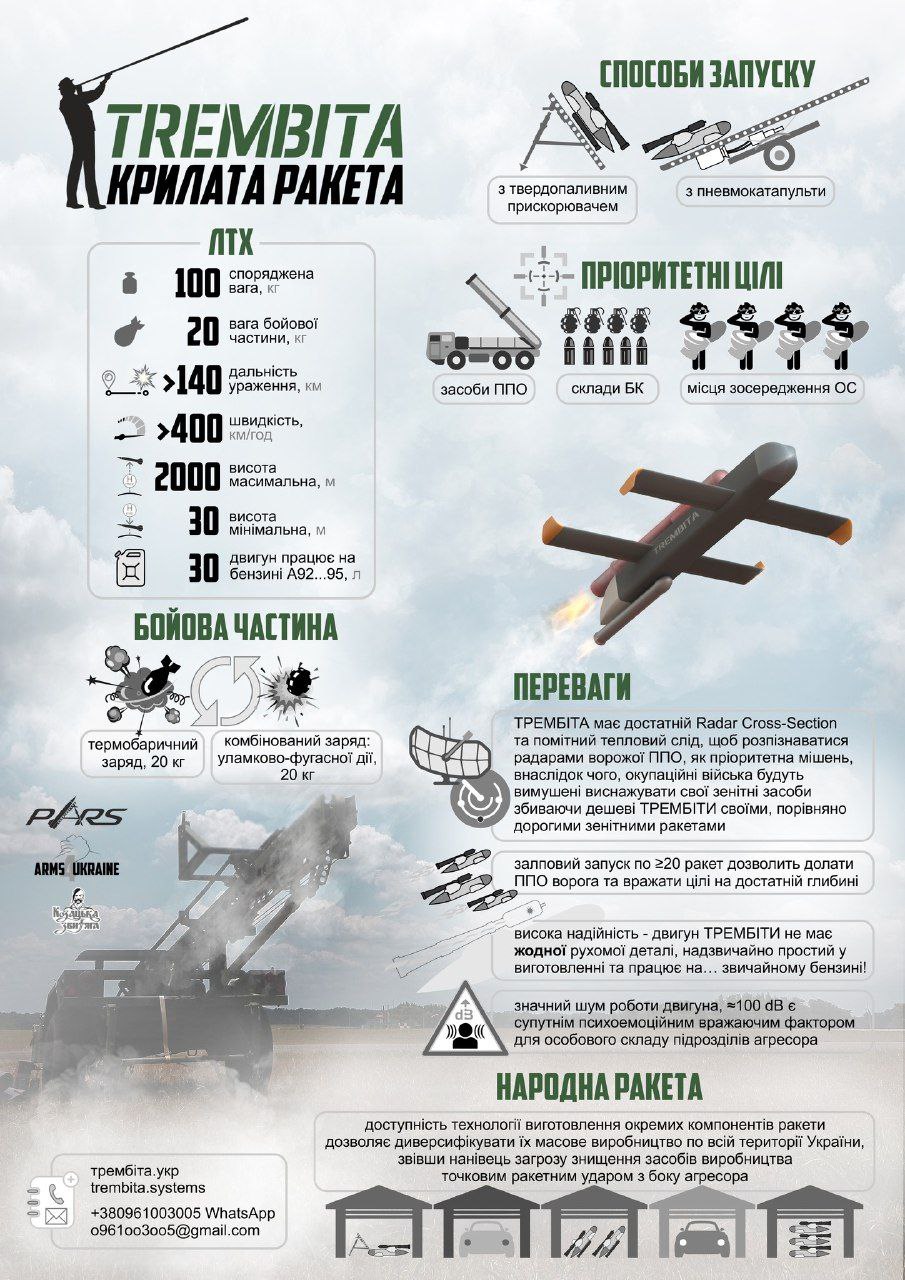 TREMBITA
КРИЛАТА РАКЕТА
ЛТХ
100 споряджена
вага, кг
20 вага бойової
частини, кг
>140 дальність
ураження, км
>400 швидкість,
км/год
2000 висота
масимальна, м
30 висота
мінімальна, м
30 двигун працює на
бензині А92...95, л
БОЙОВА ЧАСТИНА
термобаричний
заряд, 20 кг
комбінований заряд:
уламково-фугасної дії,
20 кг
PARS
ARMS UKRAINE
Козацька
звитяга
СПОСОБИ ЗАПУСКУ
з твердопаливним
прискорювачем
з пневмокатапульти
ПРІОРИТЕТНІ ЦІЛІ
засоби ППО
склади БК
місця зосередження ОС
TREMBITA
ПЕРЕВАГИ
ТРЕМБІТА має достатній Radar Cross-Section
та помітний тепловий слід, щоб розпізнаватися
радарами ворожої ППО, як пріоритетна мішень,
внаслідок чого, окупаційні війська будуть
вимушені виснажувати свої зенітні засоби
збиваючи дешеві ТРЕМБІТИ своїми, порівняно
дорогими зенітними ракетами
залповий запуск по ≥20 ракет дозволить долати
ППО ворога та вражати цілі на достатній глибині
висока надійність - двигун ТРЕМБІТИ не має
жодної рухомої деталі, надзвичайно простий у
виготовленні та працює на… звичайному бензині!
dB
значний шум роботи двигуна, ≈100 dB є
супутнім психоемоційним вражаючим фактором
для особового складу підрозділів агресора
НАРОДНА РАКЕТА
доступність технології виготовлення окремих компонентів ракети
дозволяє диверсифікувати їх масове виробництво по всій території України,
звівши нанівець загрозу знищення засобів виробництва
точковим ракетним ударом з боку агресора
трембіта.укр
trembita.systems
+380961003005 WhatsApp
o961oo3oo5@gmail.com